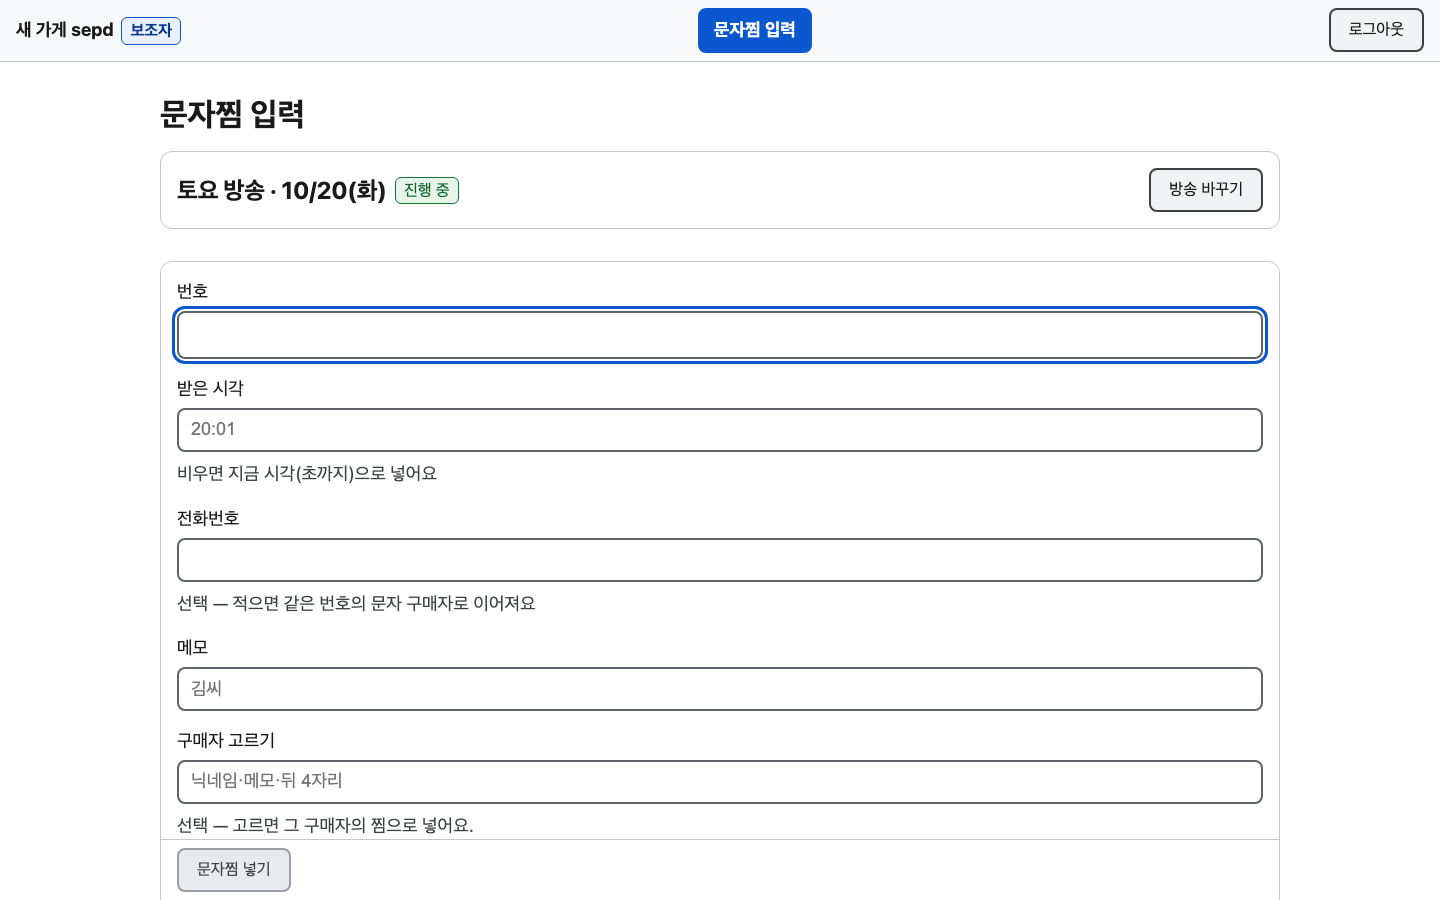 새 가게 sepd 보조자 문자찜 입력 로그아웃
문자찜 입력
토요 방송 · 10/20(화) 진행 중 방송 바꾸기
번호
받은 시각
20:01
비우면 지금 시각(초까지)으로 넣어요
전화번호
선택 — 적으면 같은 번호의 문자 구매자로 이어져요
메모
김씨
구매자 고르기
닉네임·메모·뒤 4자리
선택 — 고르면 그 구매자의 찜으로 넣어요.
문자찜 넣기